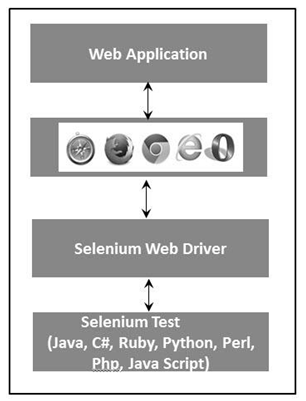 Web Application
Selenium Web Driver
Selenium Test
(Java, C#, Ruby, Python, Perl,
Php, Java Script)